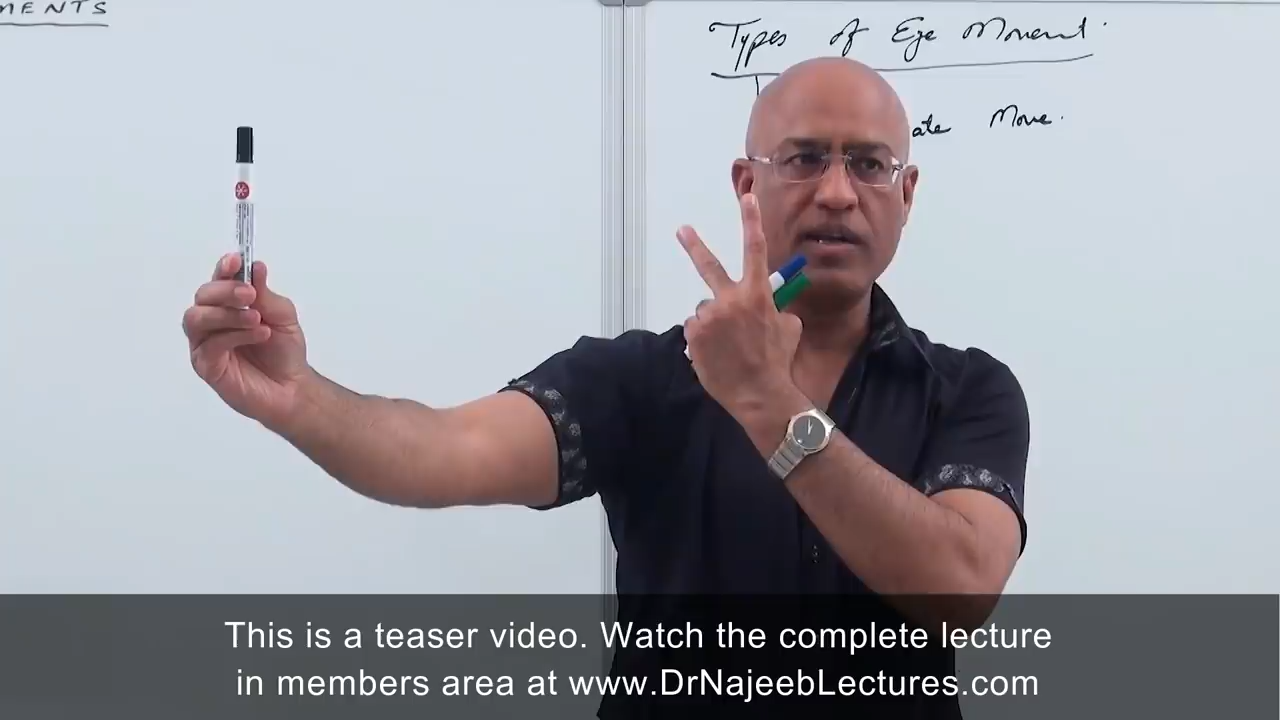 MENTS
Types of Eye Movement.
ate Move.
This is a teaser video. Watch the complete lecture
in members area at www.DrNajeebLectures.com